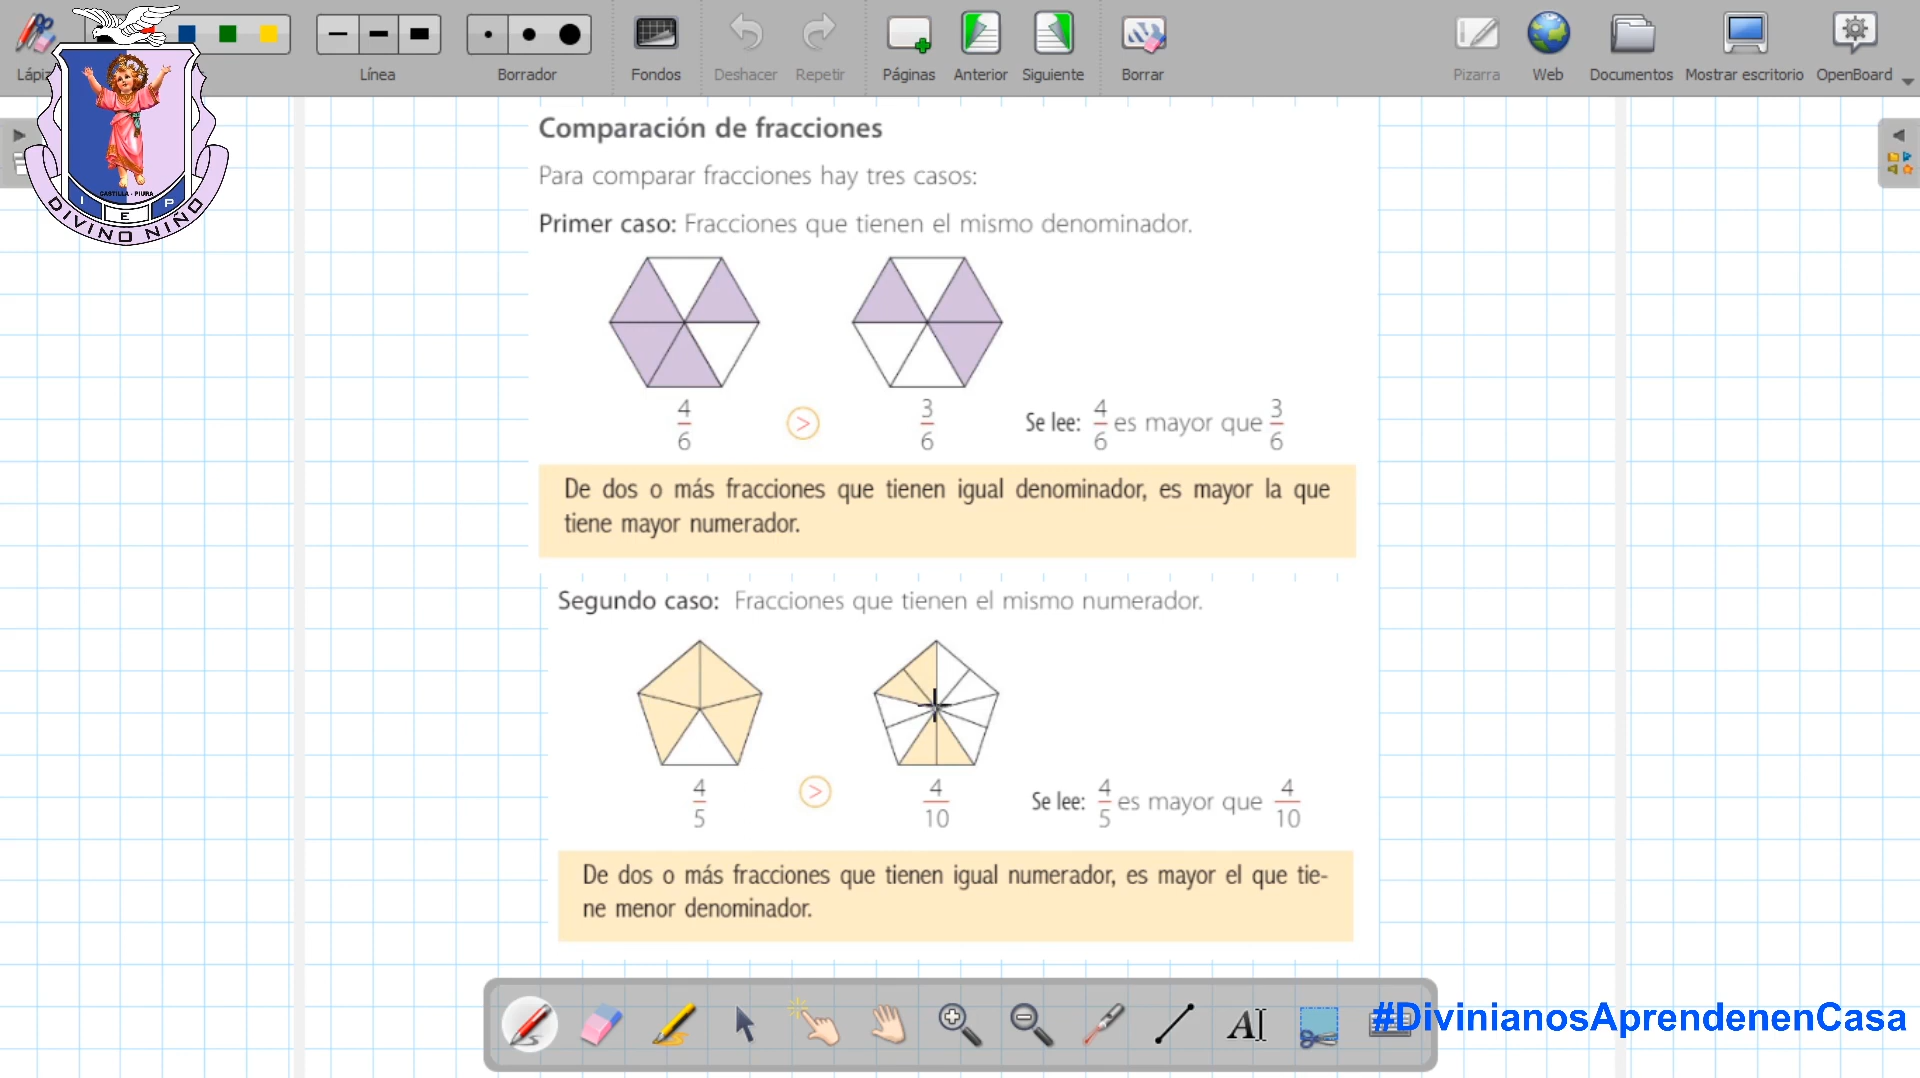 Lápiz
Línea
Borrador
Fondos
Deshacer
Repetir
Páginas
Anterior
Siguiente
Borrar
Pizarra
Web
Documentos
Mostrar escritorio
OpenBoard
CASTILLA - PIURA
I E P
DIVINO NIÑO
Comparación de fracciones
Para comparar fracciones hay tres casos:
Primer caso: Fracciones que tienen el mismo denominador.
4/6 > 3/6 Se lee: 4/6 es mayor que 3/6
De dos o más fracciones que tienen igual denominador, es mayor la que
tiene mayor numerador.
Segundo caso: Fracciones que tienen el mismo numerador.
4/5 > 4/10 Se lee: 4/5 es mayor que 4/10
De dos o más fracciones que tienen igual numerador, es mayor el que tie-
ne menor denominador.
#DivinianosAprendenenCasa